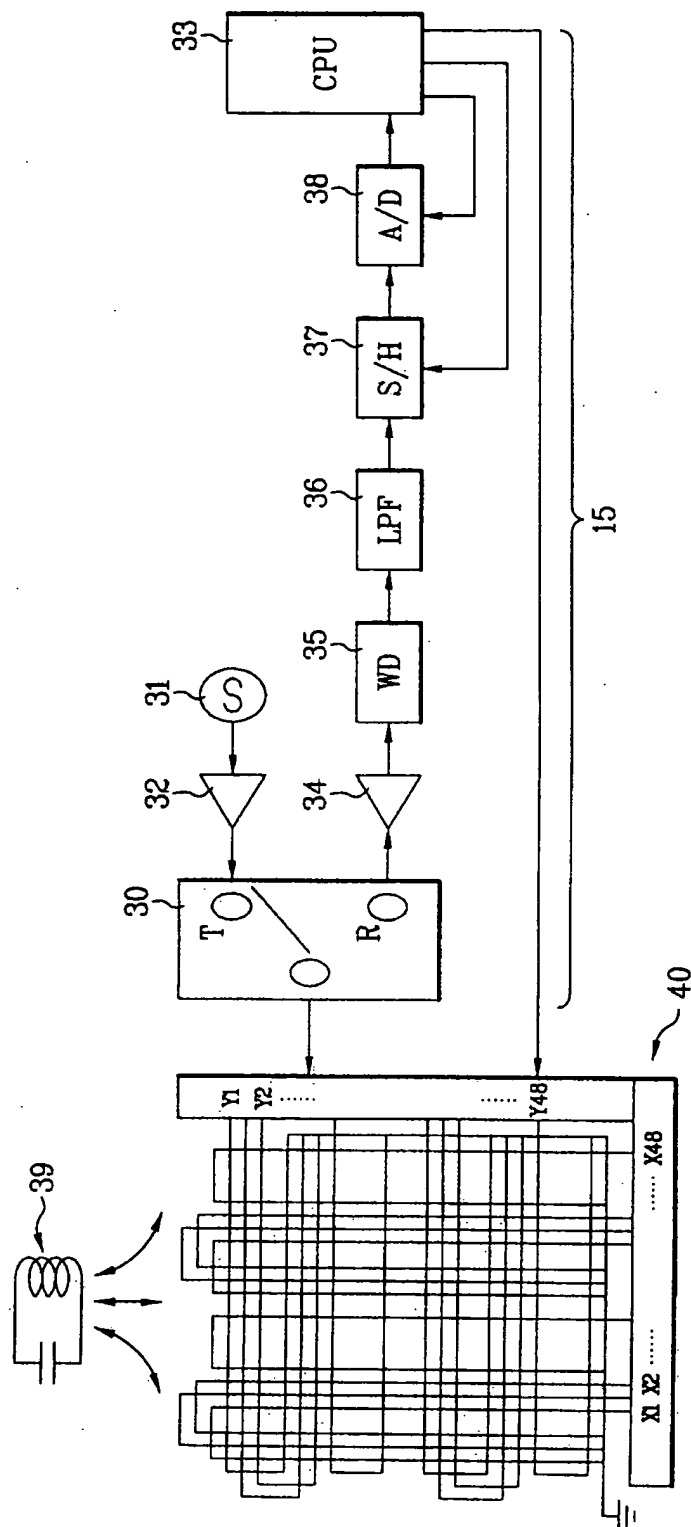 33
CPU
38
A/D
37
S/H
36
LPF
35
WD
31
S
32
34
30
T
R
15
40
Y1
Y2
......
......
Y48
39
X1 X2 ...... ...... X48